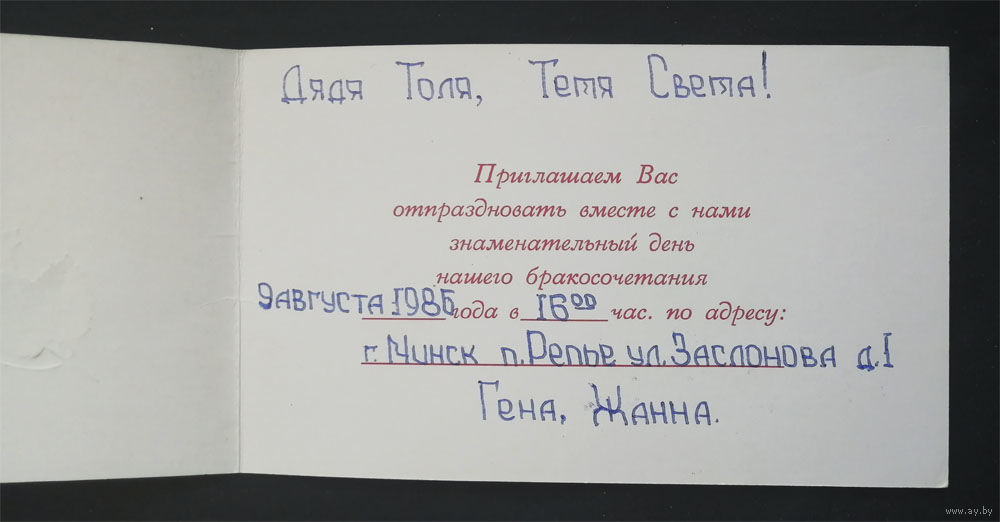 Дядя Толя, Тетя Света!
Приглашаем Вас
отпраздновать вместе с нами
знаменательный день
нашего бракосочетания
9 августа 1986 года в 16⁰⁰ час. по адресу:
г. Минск п. Репье ул. Заслонова д. 1
Гена, Жанна.
www.ay.by